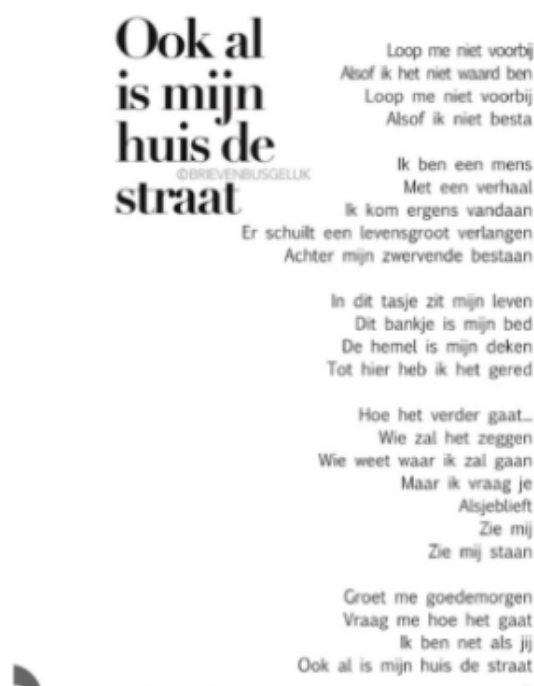 Ook al
is mijn
huis de
straat
©BRIEVENBUSGELUK
Loop me niet voorbij
Alsof ik het niet waard ben
Loop me niet voorbij
Alsof ik niet besta
Ik ben een mens
Met een verhaal
Ik kom ergens vandaan
Er schuilt een levensgroot verlangen
Achter mijn zwervende bestaan
In dit tasje zit mijn leven
Dit bankje is mijn bed
De hemel is mijn deken
Tot hier heb ik het gered
Hoe het verder gaat...
Wie zal het zeggen
Wie weet waar ik zal gaan
Maar ik vraag je
Alsjeblieft
Zie mij
Zie mij staan
Groet me goedemorgen
Vraag me hoe het gaat
Ik ben net als jij
Ook al is mijn huis de straat